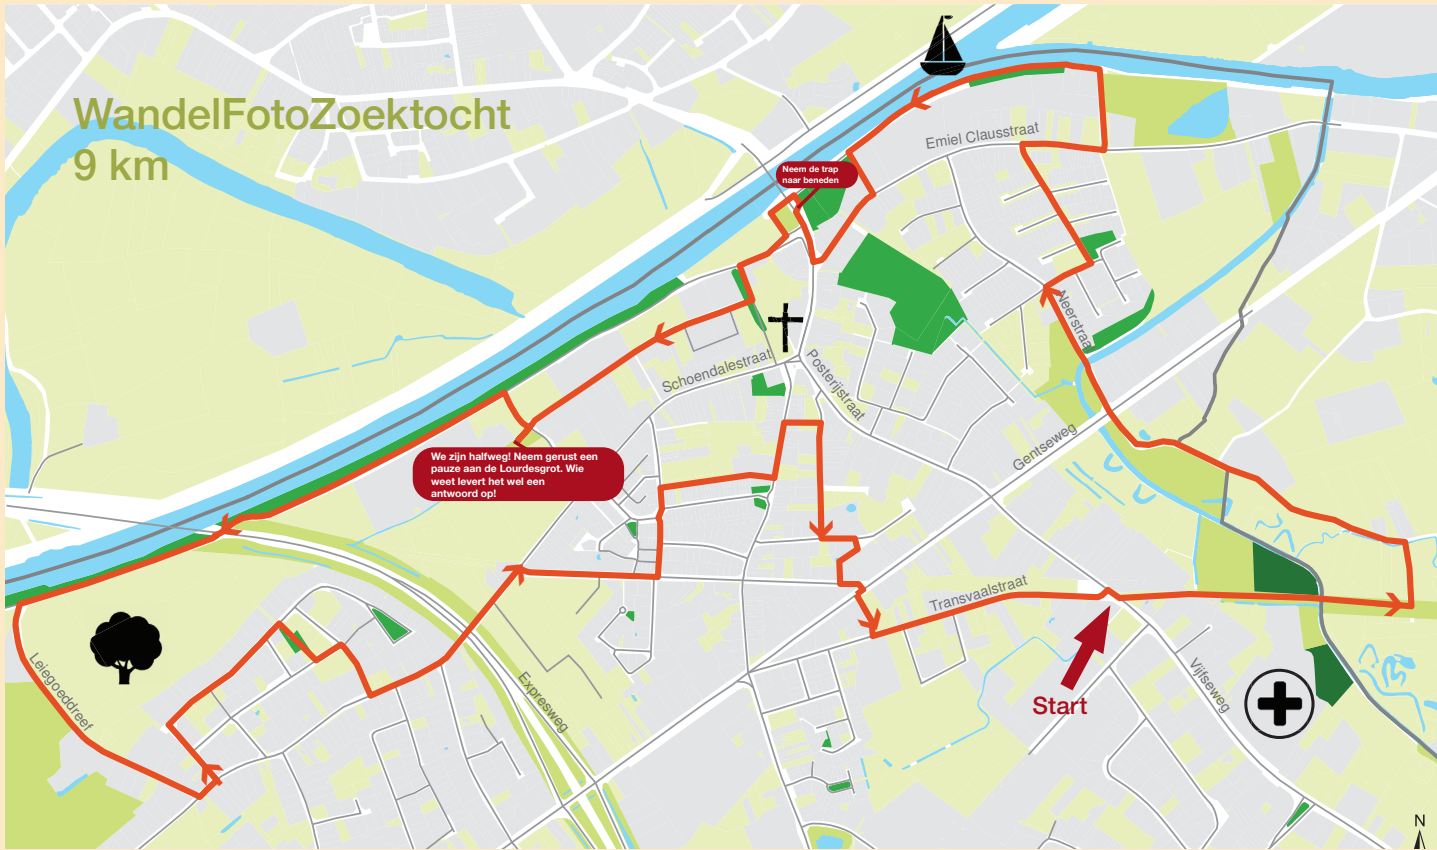 WandelFotoZoektocht
9 km
Emiel Clausstraat
Neem de trap
naar beneden
Neerstraat
Schoendalestraat
Posterijstraat
Gentseweg
We zijn halfweg! Neem gerust een
pauze aan de Lourdesgrot. Wie
weet levert het wel een
antwoord op!
Transvaalstraat
Leiegoeddreef
Expresweg
Vijfseweg
Start
N